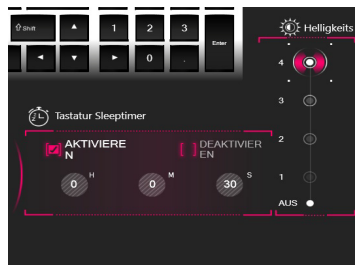 Shift 1 2 3 Enter
0 .
Helligkeits
4
3
2
1
AUS
Tastatur Sleeptimer
AKTIVIERE
N
DEAKTIVIER
EN
0 H 0 M 30 S